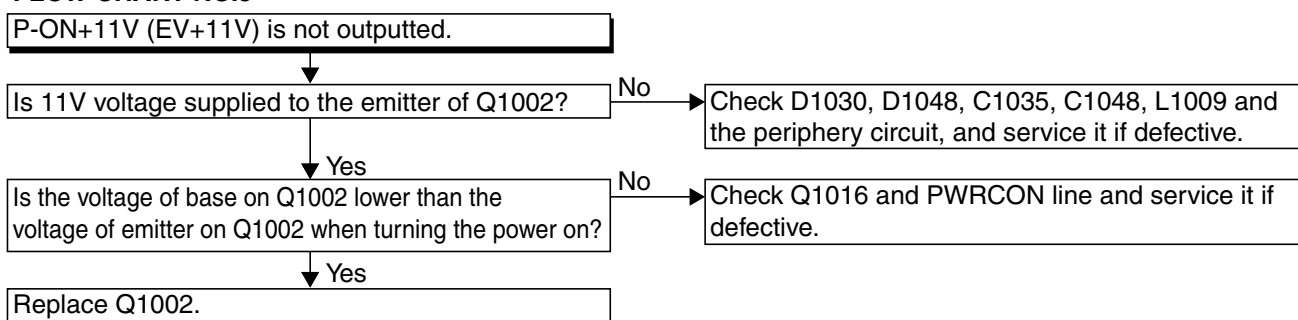 P-ON+11V (EV+11V) is not outputted.
Is 11V voltage supplied to the emitter of Q1002?
No
Check D1030, D1048, C1035, C1048, L1009 and
the periphery circuit, and service it if defective.
Yes
Is the voltage of base on Q1002 lower than the
voltage of emitter on Q1002 when turning the power on?
No
Check Q1016 and PWRCON line and service it if
defective.
Yes
Replace Q1002.